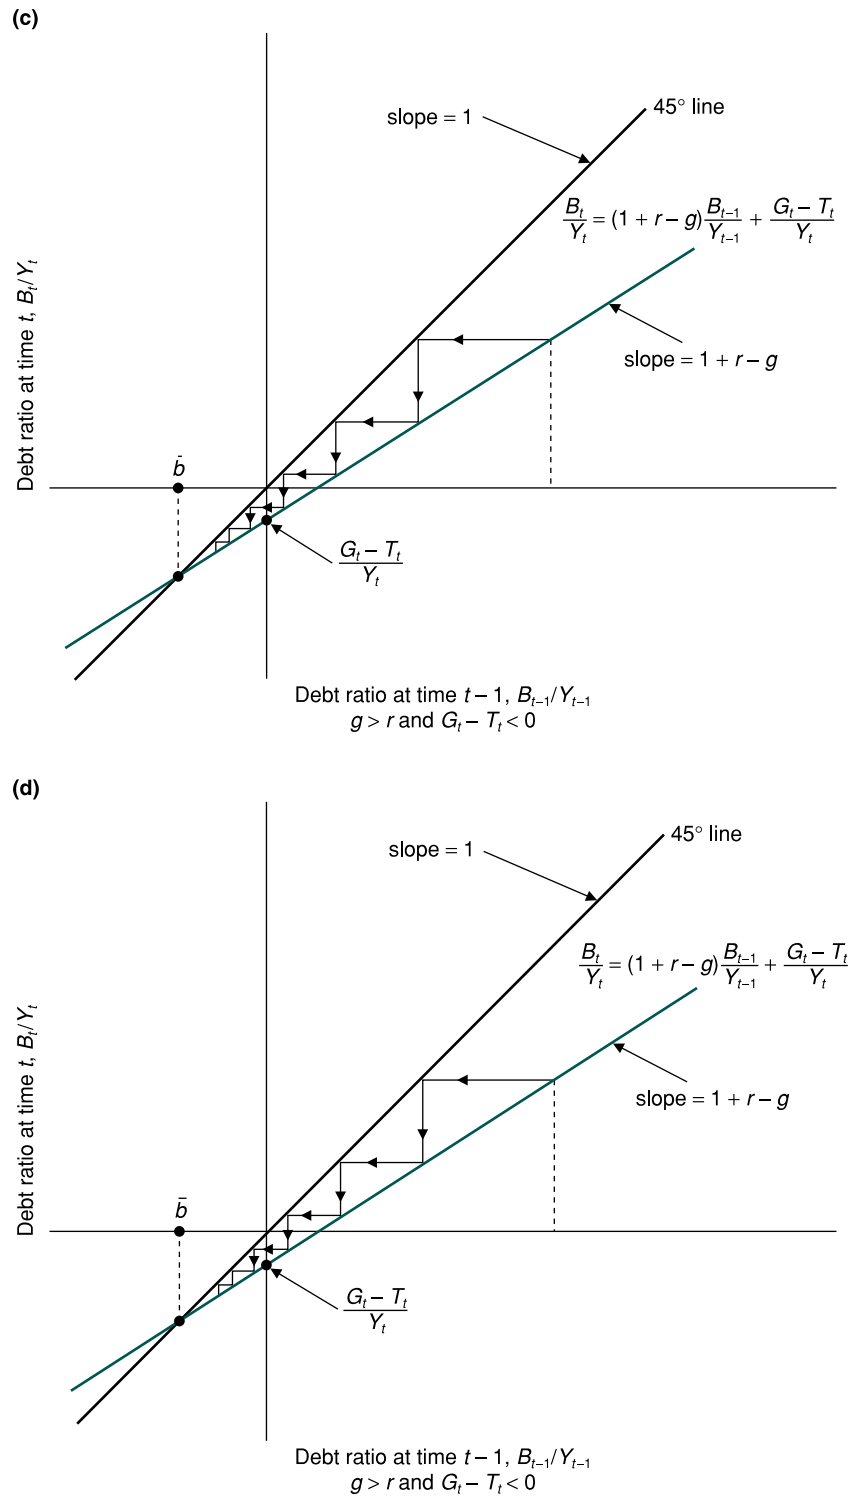 (c)
45° line
slope = 1
B_t/Y_t = (1 + r – g) B_{t–1}/Y_{t–1} + (G_t – T_t)/Y_t
Debt ratio at time t, B_t/Y_t
slope = 1 + r – g
b̄
(G_t – T_t)/Y_t
Debt ratio at time t – 1, B_{t–1}/Y_{t–1}
g > r and G_t – T_t < 0
(d)
45° line
slope = 1
B_t/Y_t = (1 + r – g) B_{t–1}/Y_{t–1} + (G_t – T_t)/Y_t
Debt ratio at time t, B_t/Y_t
slope = 1 + r – g
b̄
(G_t – T_t)/Y_t
Debt ratio at time t – 1, B_{t–1}/Y_{t–1}
g > r and G_t – T_t < 0